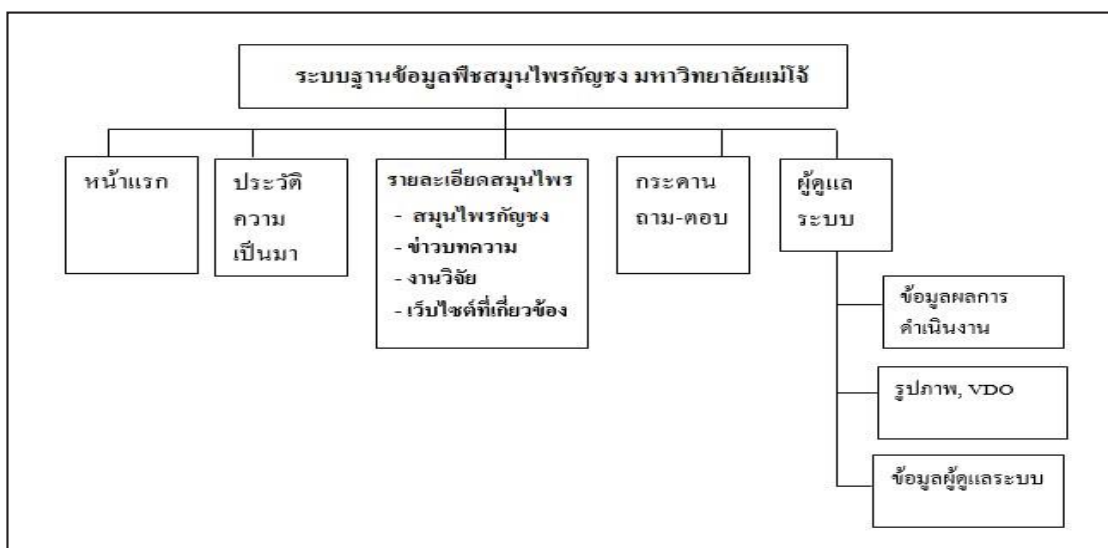 ระบบฐานข้อมูลพืชสมุนไพรกัญชง มหาวิทยาลัยแม่โจ้
หน้าแรก
ประวัติ
ความ
เป็นมา
รายละเอียดสมุนไพร
- สมุนไพรกัญชง
- ข่าวบทความ
- งานวิจัย
- เว็บไซต์ที่เกี่ยวข้อง
กระดาน
ถาม-ตอบ
ผู้ดูแล
ระบบ
ข้อมูลผลการ
ดำเนินงาน
รูปภาพ, VDO
ข้อมูลผู้ดูแลระบบ